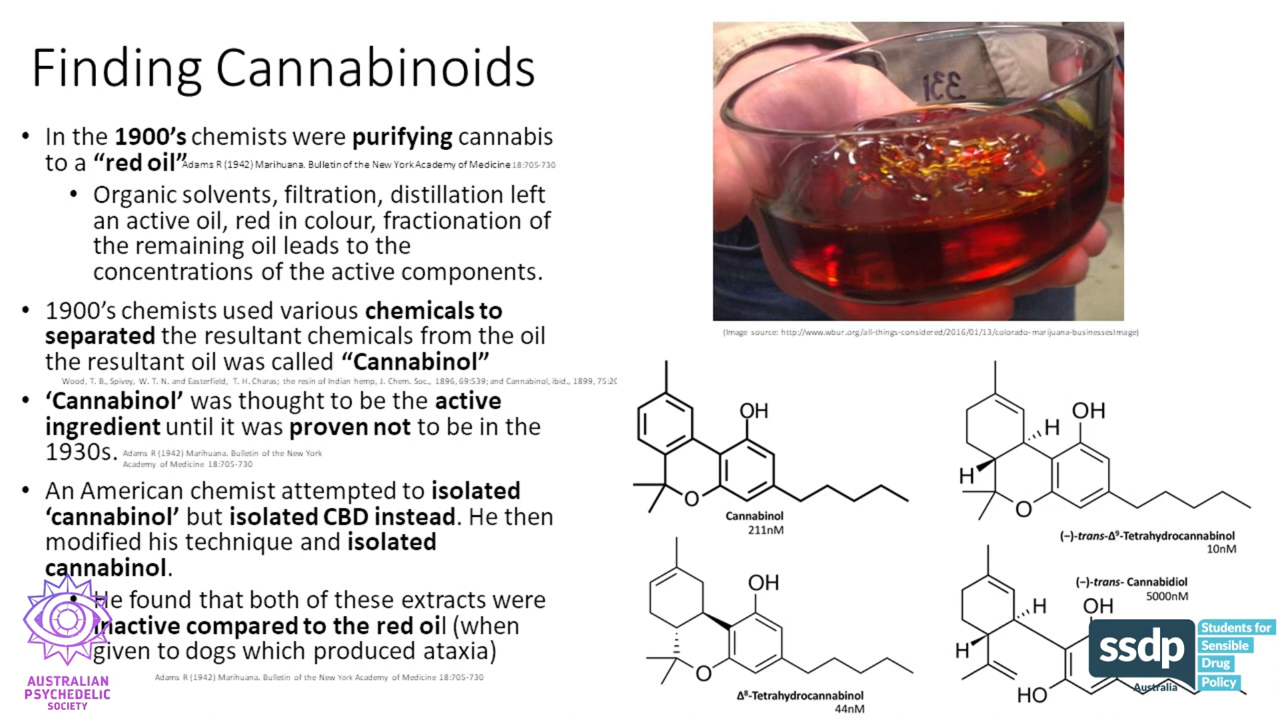 Finding Cannabinoids
• In the 1900's chemists were purifying cannabis
to a “red oil” Adams R (1942) Marihuana. Bulletin of the New York Academy of Medicine 18:705-730
• Organic solvents, filtration, distillation left
an active oil, red in colour, fractionation of
the remaining oil leads to the
concentrations of the active components.
• 1900's chemists used various chemicals to
separated the resultant chemicals from the oil
the resultant oil was called “Cannabinol”
Wood, T. B., Spivey, W. T. N. and Easterfield, T. H. Charas; the resin of Indian hemp, J. Chem. Soc., 1896, 69:539; and Cannabinol, ibid., 1899, 75:20
• ‘Cannabinol’ was thought to be the active
ingredient until it was proven not to be in the
1930s. Adams R (1942) Marihuana. Bulletin of the New York
Academy of Medicine 18:705-730
• An American chemist attempted to isolated
‘cannabinol’ but isolated CBD instead. He then
modified his technique and isolated
cannabinol.
• He found that both of these extracts were
inactive compared to the red oil (when
given to dogs which produced ataxia)
Adams R (1942) Marihuana. Bulletin of the New York Academy of Medicine 18:705-730
AUSTRALIAN
PSYCHEDELIC
SOCIETY
(Image source: http://www.wbur.org/all-things-considered/2016/01/13/colorado-marijuana-businessesImage)
OH
O
Cannabinol
211nM
OH
H
H
O
(−)-trans-Δ⁹-Tetrahydrocannabinol
10nM
OH
O
Δ⁸-Tetrahydrocannabinol
44nM
(−)-trans- Cannabidiol
5000nM
OH
H
H
HO
ssdp
Australia
Students for
Sensible
Drug
Policy